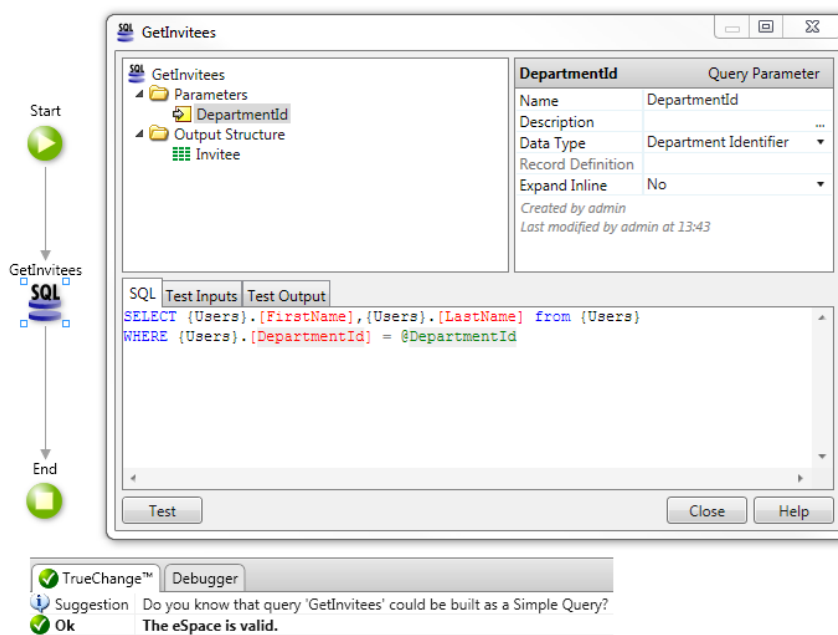 SQL GetInvitees
SQL GetInvitees
Parameters
DepartmentId
Output Structure
Invitee
DepartmentId Query Parameter
Name DepartmentId
Description ...
Data Type Department Identifier
Record Definition
Expand Inline No
Created by admin
Last modified by admin at 13:43
Start
GetInvitees
SQL
End
SQL Test Inputs Test Output
SELECT {Users}.[FirstName],{Users}.[LastName] from {Users}
WHERE {Users}.[DepartmentId] = @DepartmentId
Test Close Help
TrueChange™ Debugger
Suggestion Do you know that query 'GetInvitees' could be built as a Simple Query?
Ok The eSpace is valid.